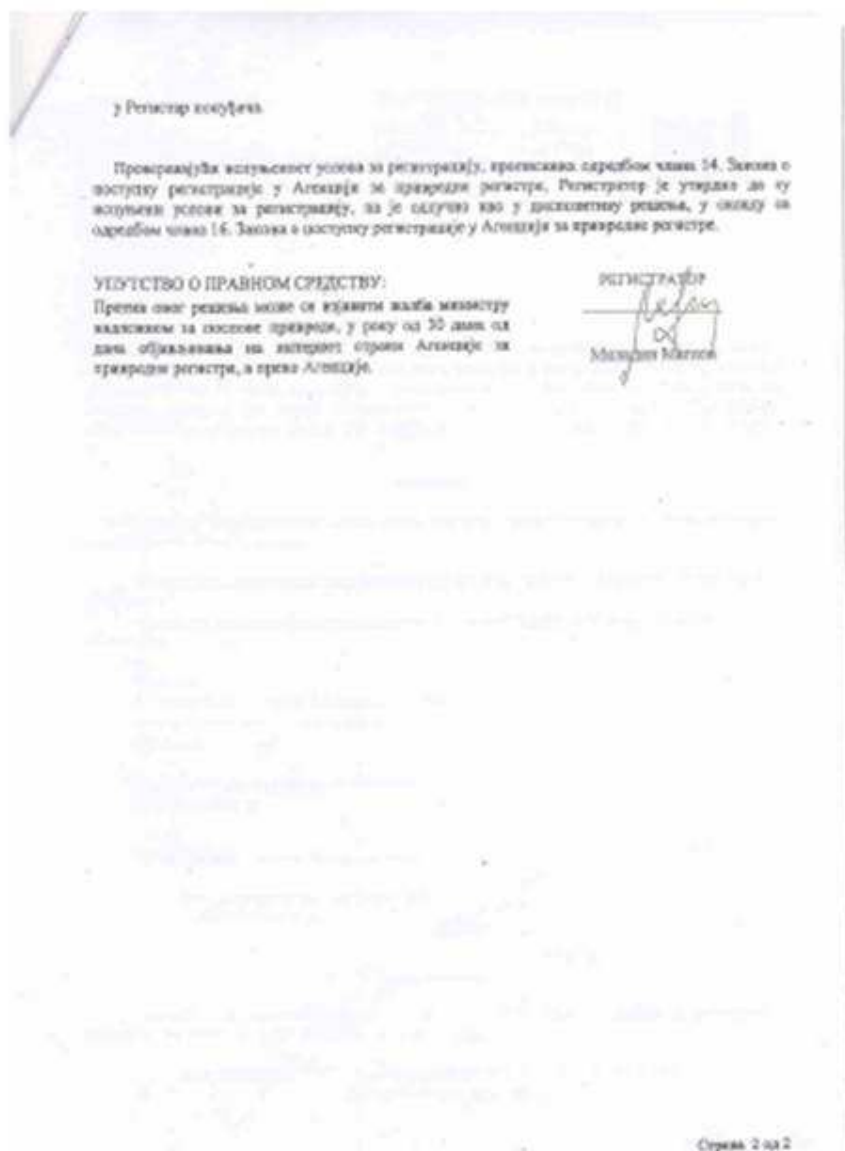 у Регистар понуђача
Проверавајући испуњеност услова за регистрацију, прописаних одредбом члана 14. Закона о
поступку регистрације у Агенцији за привредне регистре, Регистратор је утврдио да су
испуњени услови за регистрацију, па је одлучио као у диспозитиву решења, у складу са
одредбом члана 16. Закона о поступку регистрације у Агенцији за привредне регистре.
УПУТСТВО О ПРАВНОМ СРЕДСТВУ:
Против овог решења може се изјавити жалба министру
надлежном за послове привреде, у року од 30 дана од
дана објављивања на интернет страни Агенције за
привредне регистре, а преко Агенције.
РЕГИСТРАТОР
Миладин Маглов
Страна 2 од 2